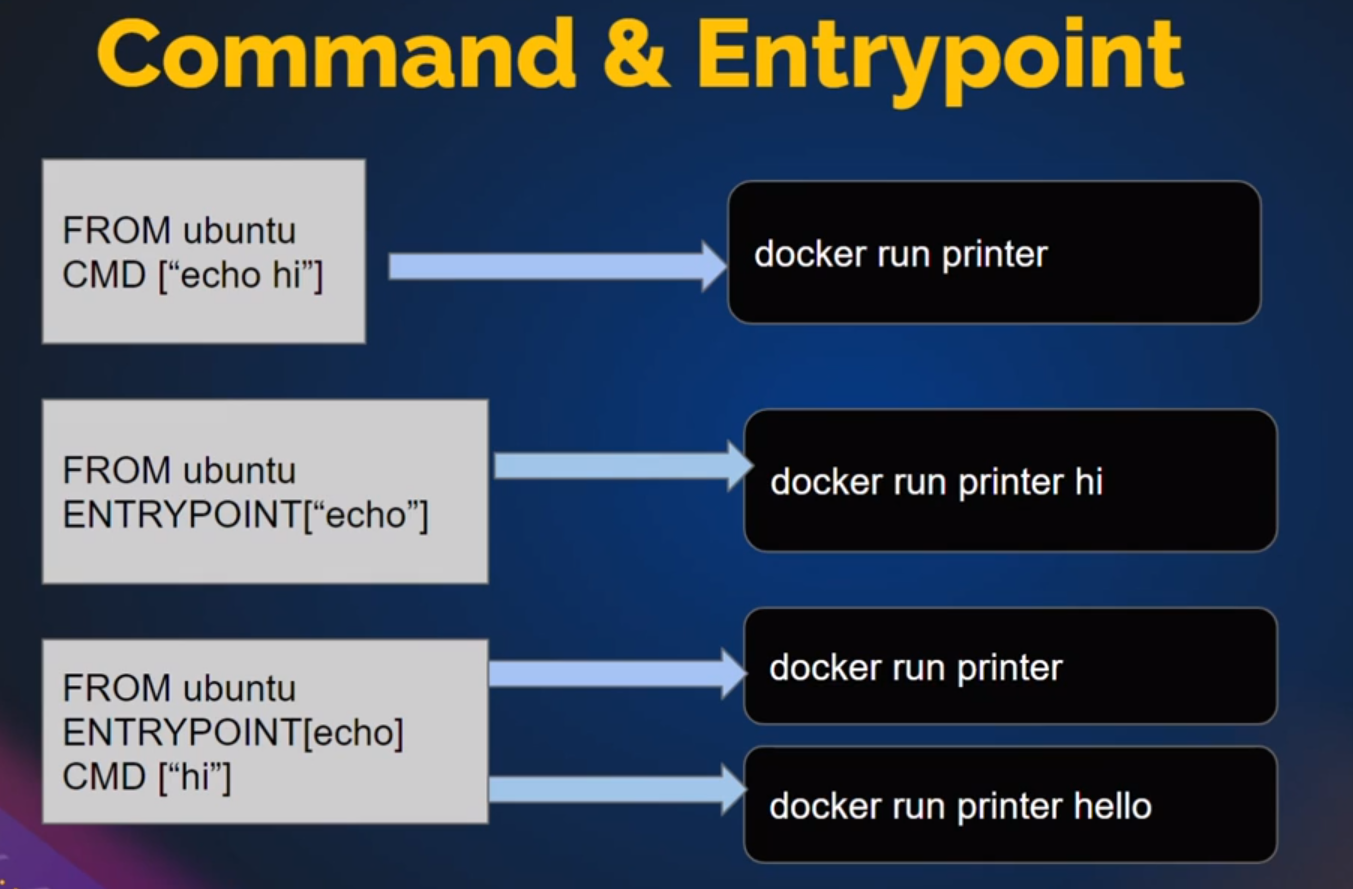 Command & Entrypoint
FROM ubuntu
CMD [“echo hi”]
docker run printer
FROM ubuntu
ENTRYPOINT[“echo”]
docker run printer hi
FROM ubuntu
ENTRYPOINT[echo]
CMD [“hi”]
docker run printer
docker run printer hello